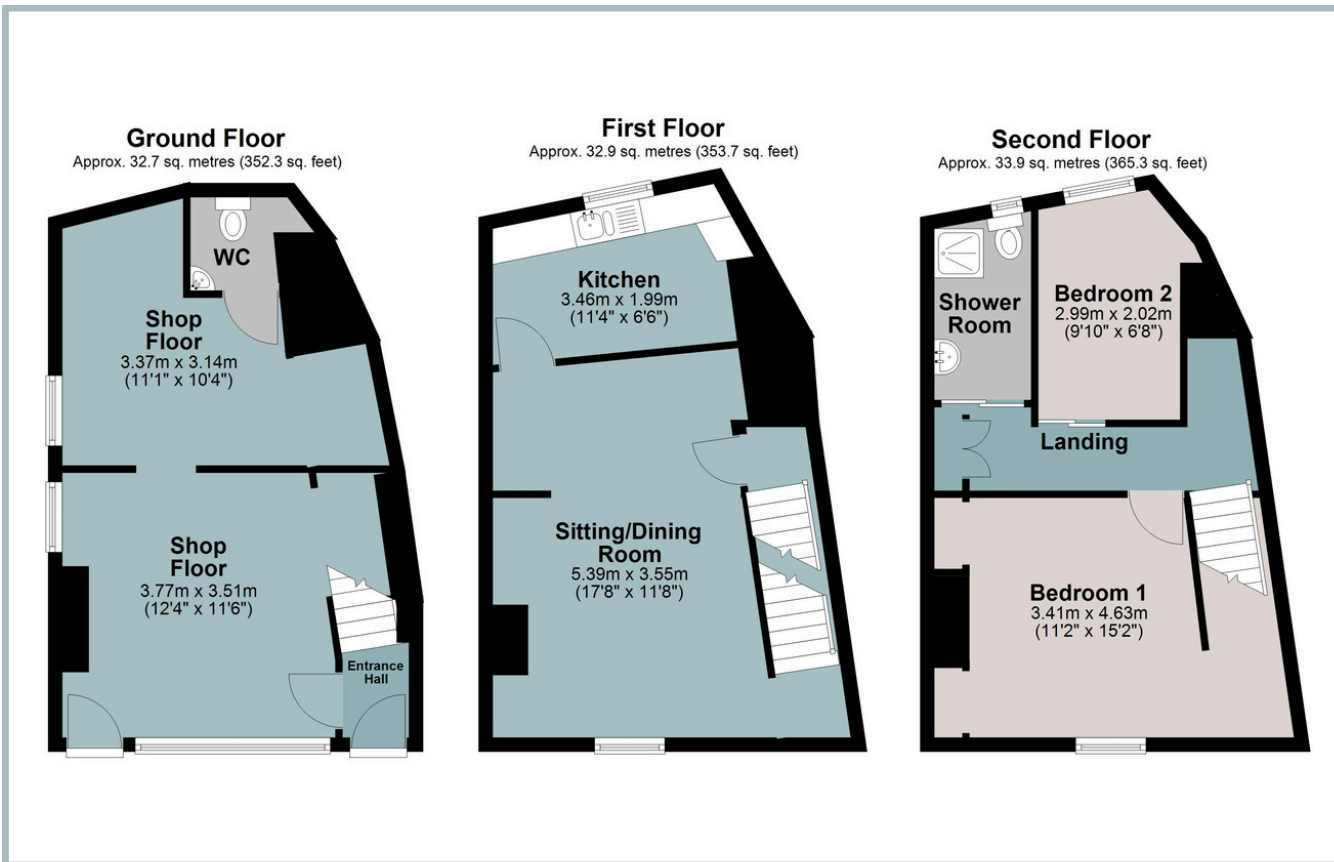 Ground Floor
Approx. 32.7 sq. metres (352.3 sq. feet)
WC
Shop
Floor
3.37m x 3.14m
(11'1" x 10'4")
Shop
Floor
3.77m x 3.51m
(12'4" x 11'6")
Entrance
Hall
First Floor
Approx. 32.9 sq. metres (353.7 sq. feet)
Kitchen
3.46m x 1.99m
(11'4" x 6'6")
Sitting/Dining
Room
5.39m x 3.55m
(17'8" x 11'8")
Second Floor
Approx. 33.9 sq. metres (365.3 sq. feet)
Shower
Room
Bedroom 2
2.99m x 2.02m
(9'10" x 6'8")
Landing
Bedroom 1
3.41m x 4.63m
(11'2" x 15'2")